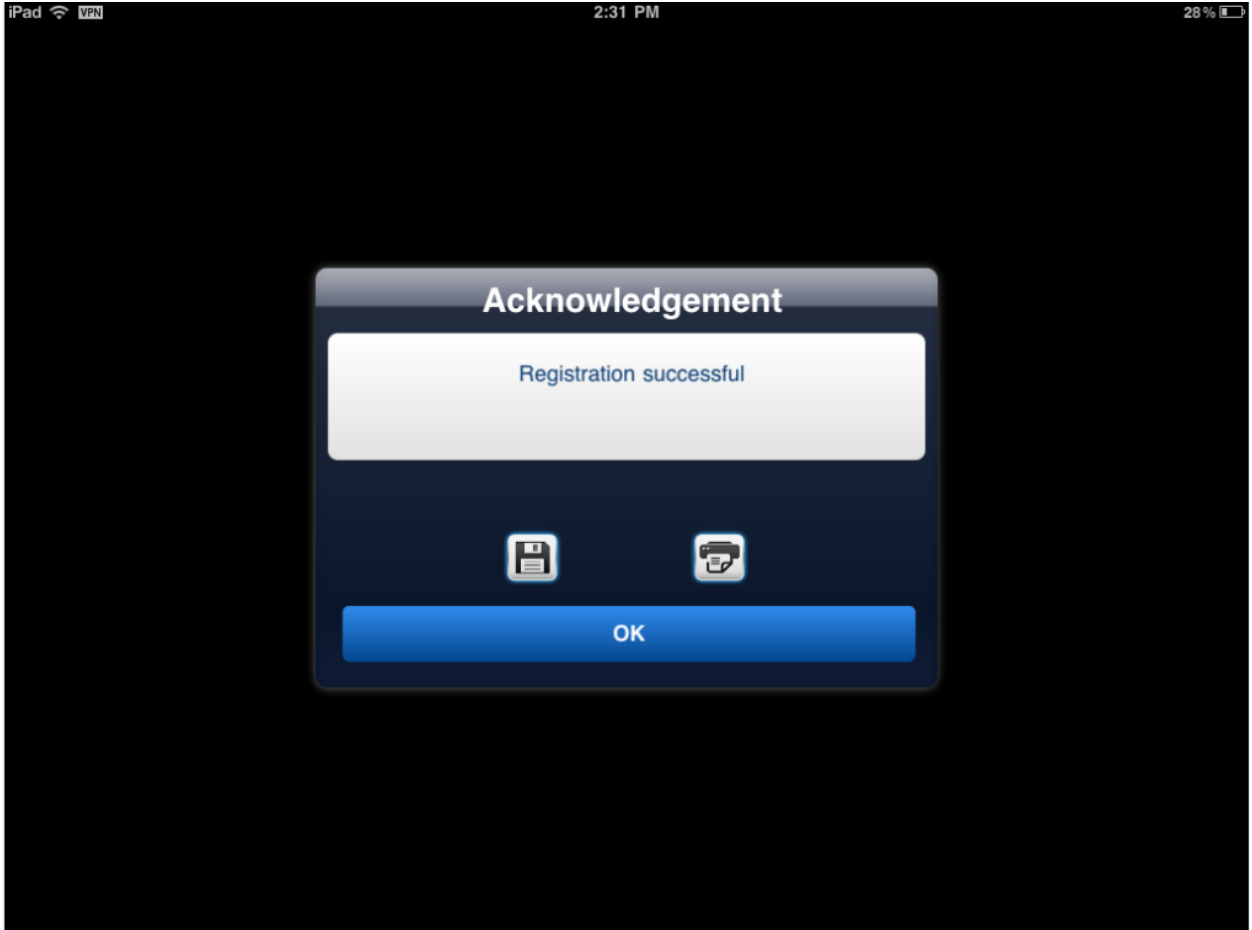 iPad VPN 2:31 PM 28%
Acknowledgement
Registration successful
OK